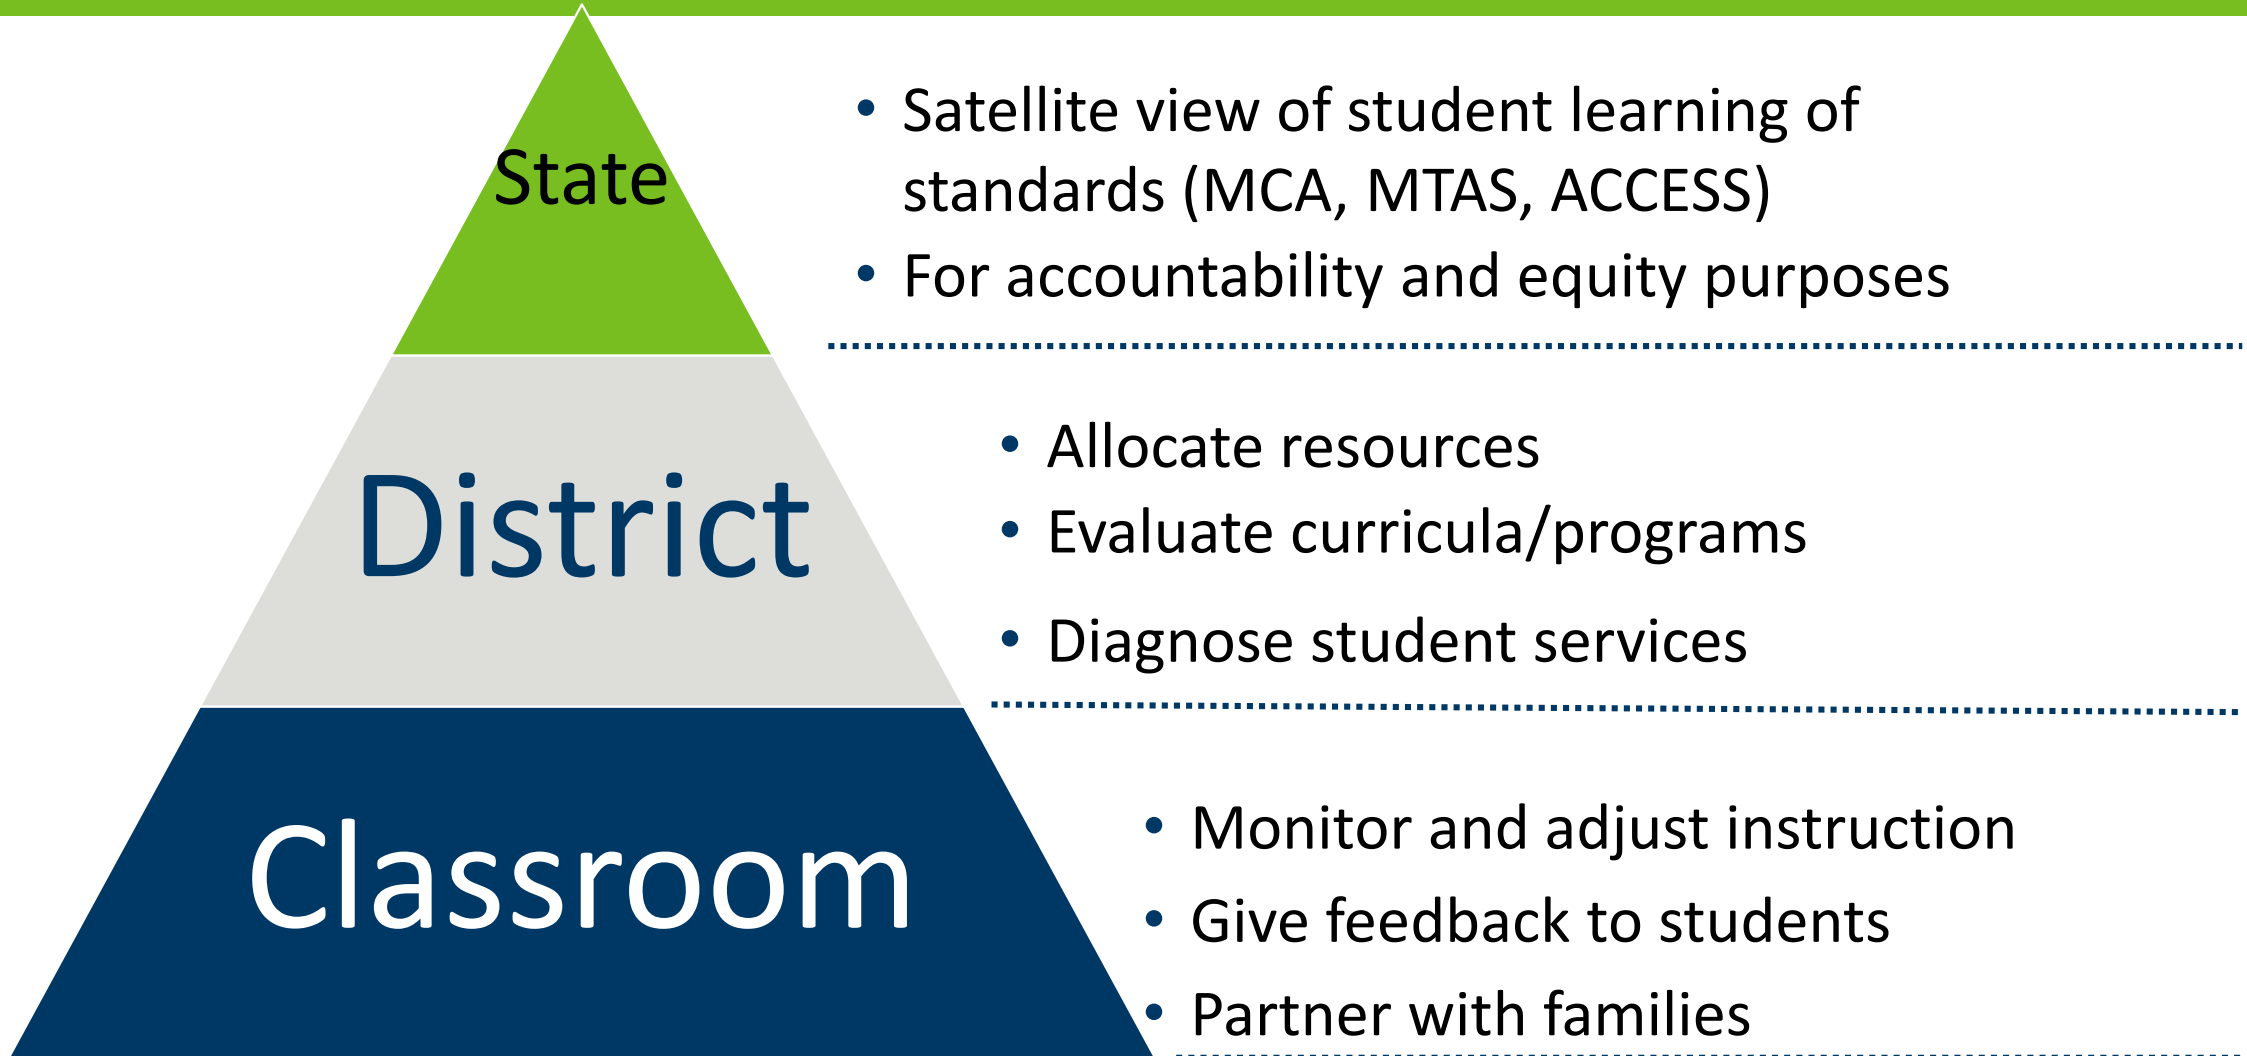 State
• Satellite view of student learning of
standards (MCA, MTAS, ACCESS)
• For accountability and equity purposes
District
• Allocate resources
• Evaluate curricula/programs
• Diagnose student services
Classroom
• Monitor and adjust instruction
• Give feedback to students
• Partner with families